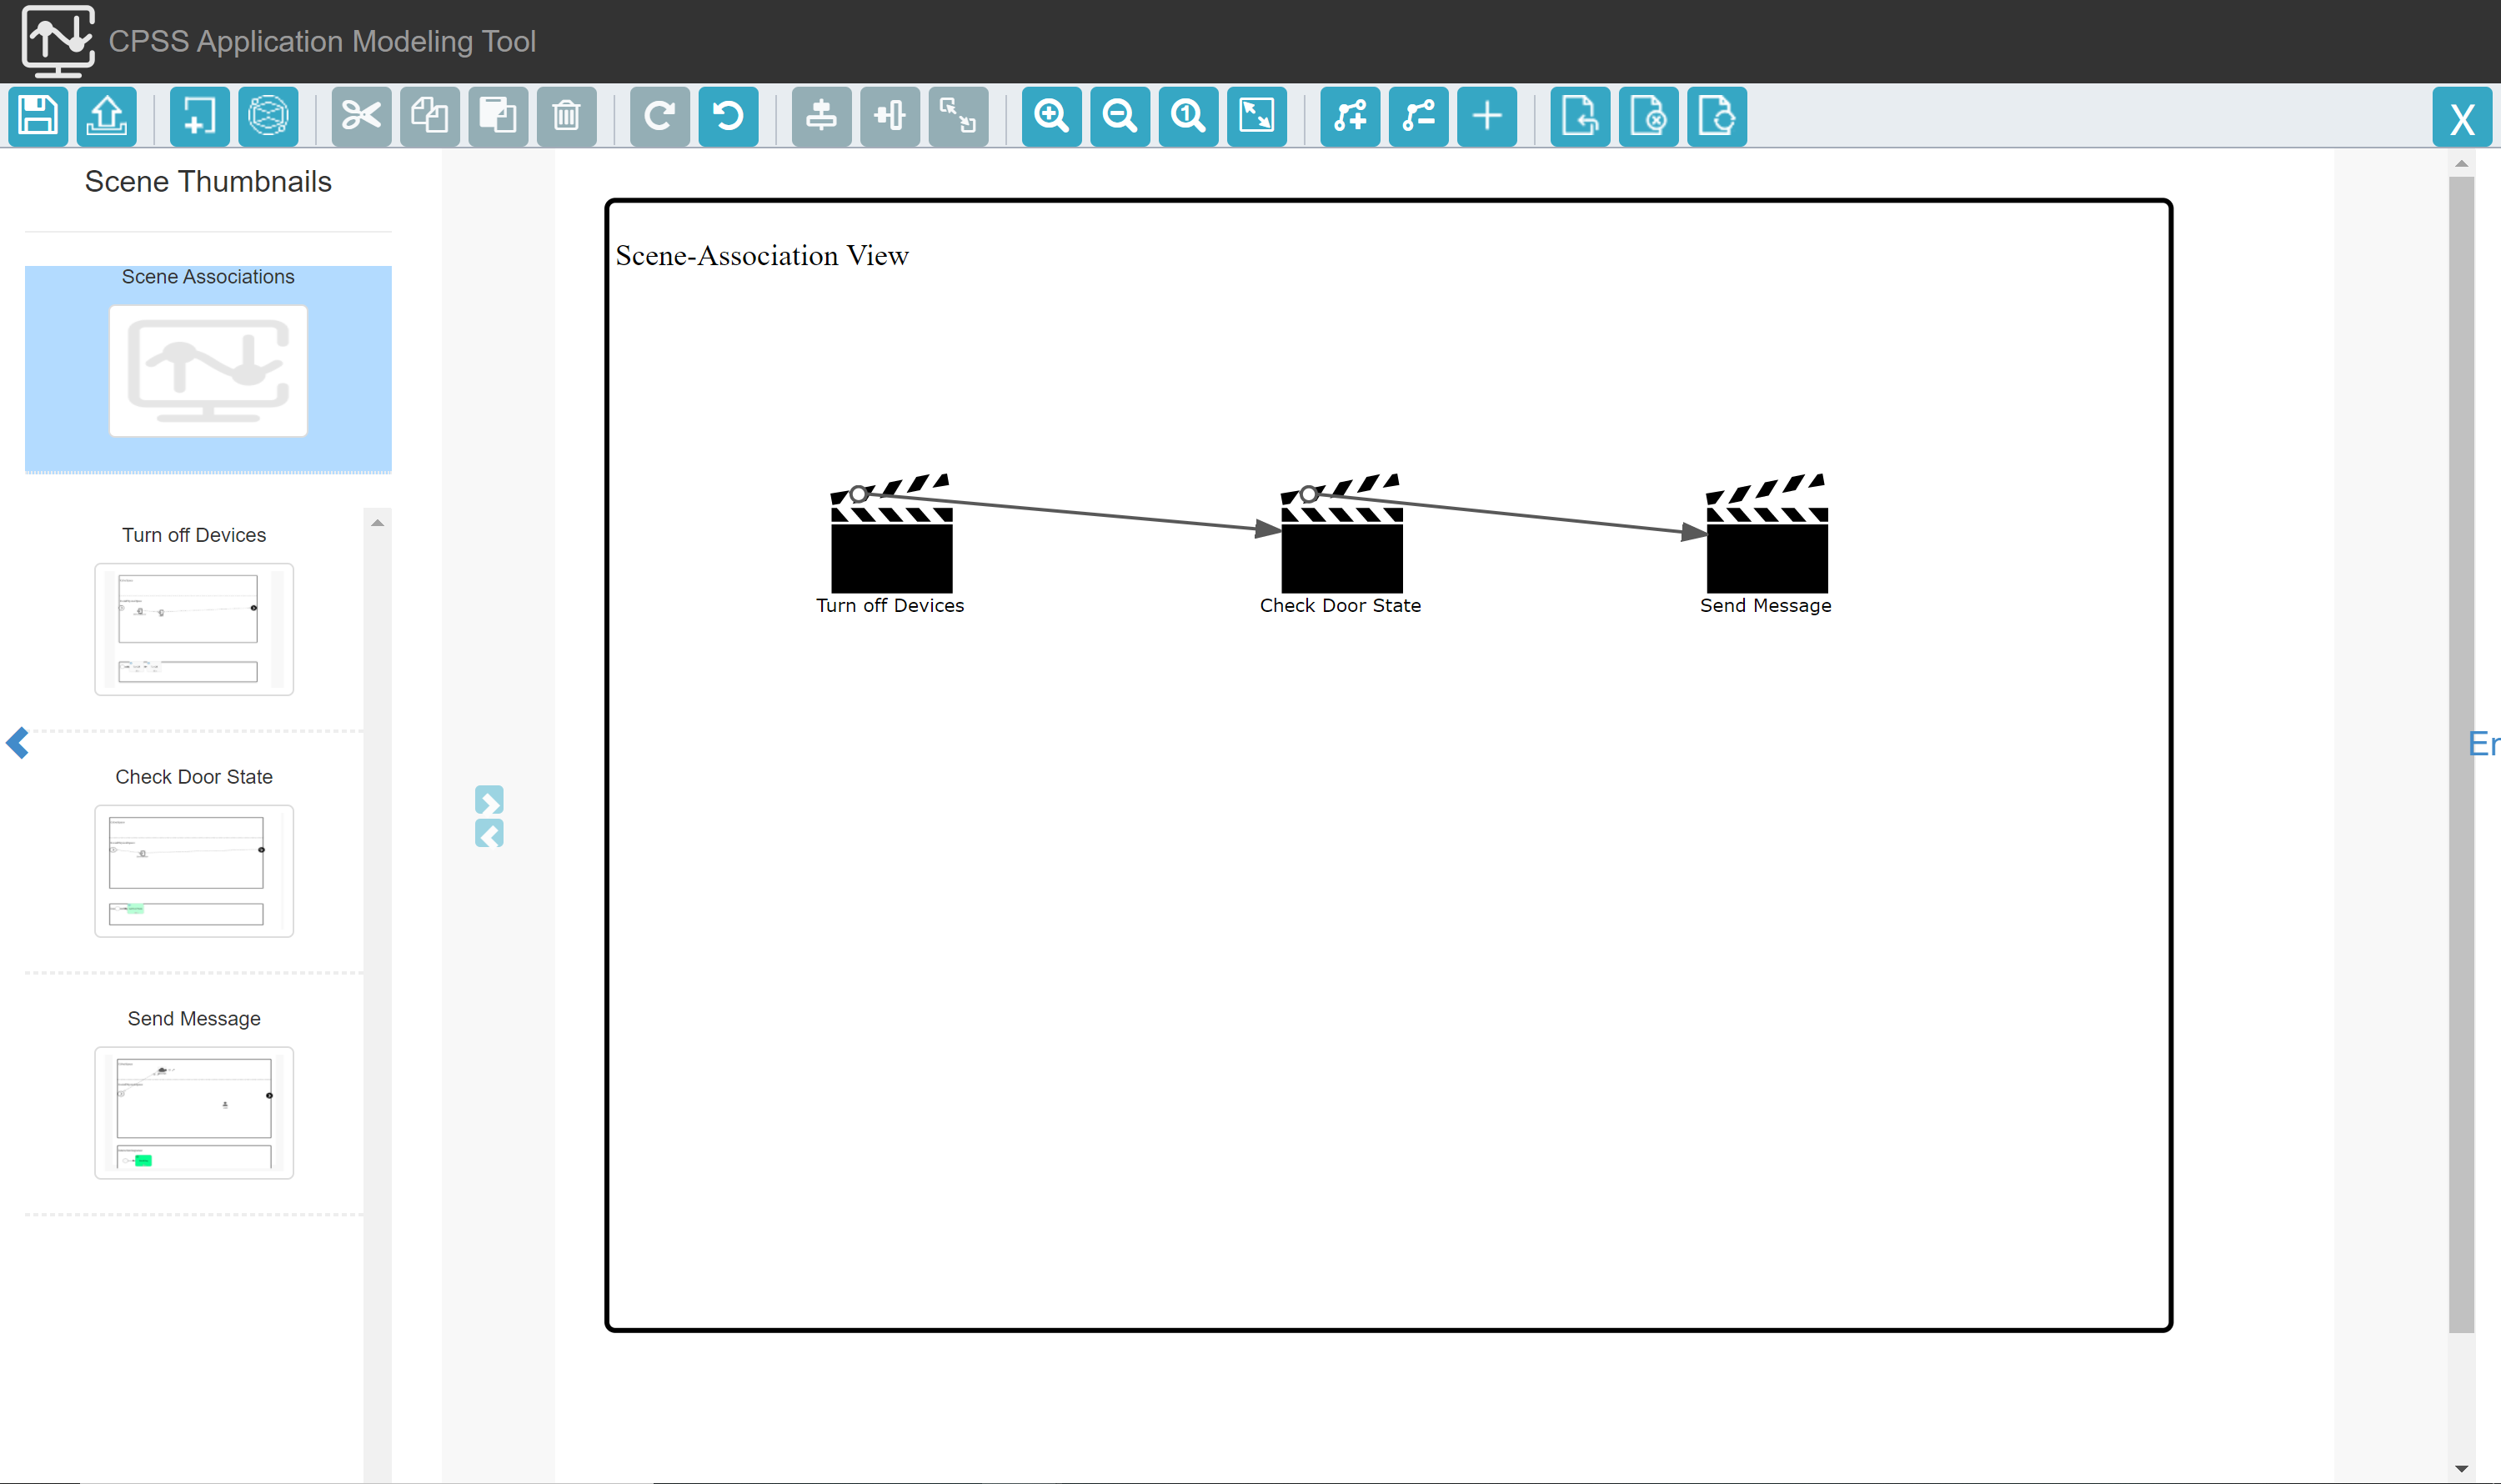 CPSS Application Modeling Tool
X
Scene Thumbnails
Scene Associations
Turn off Devices
Check Door State
Send Message
Scene-Association View
Turn off Devices
Check Door State
Send Message
1